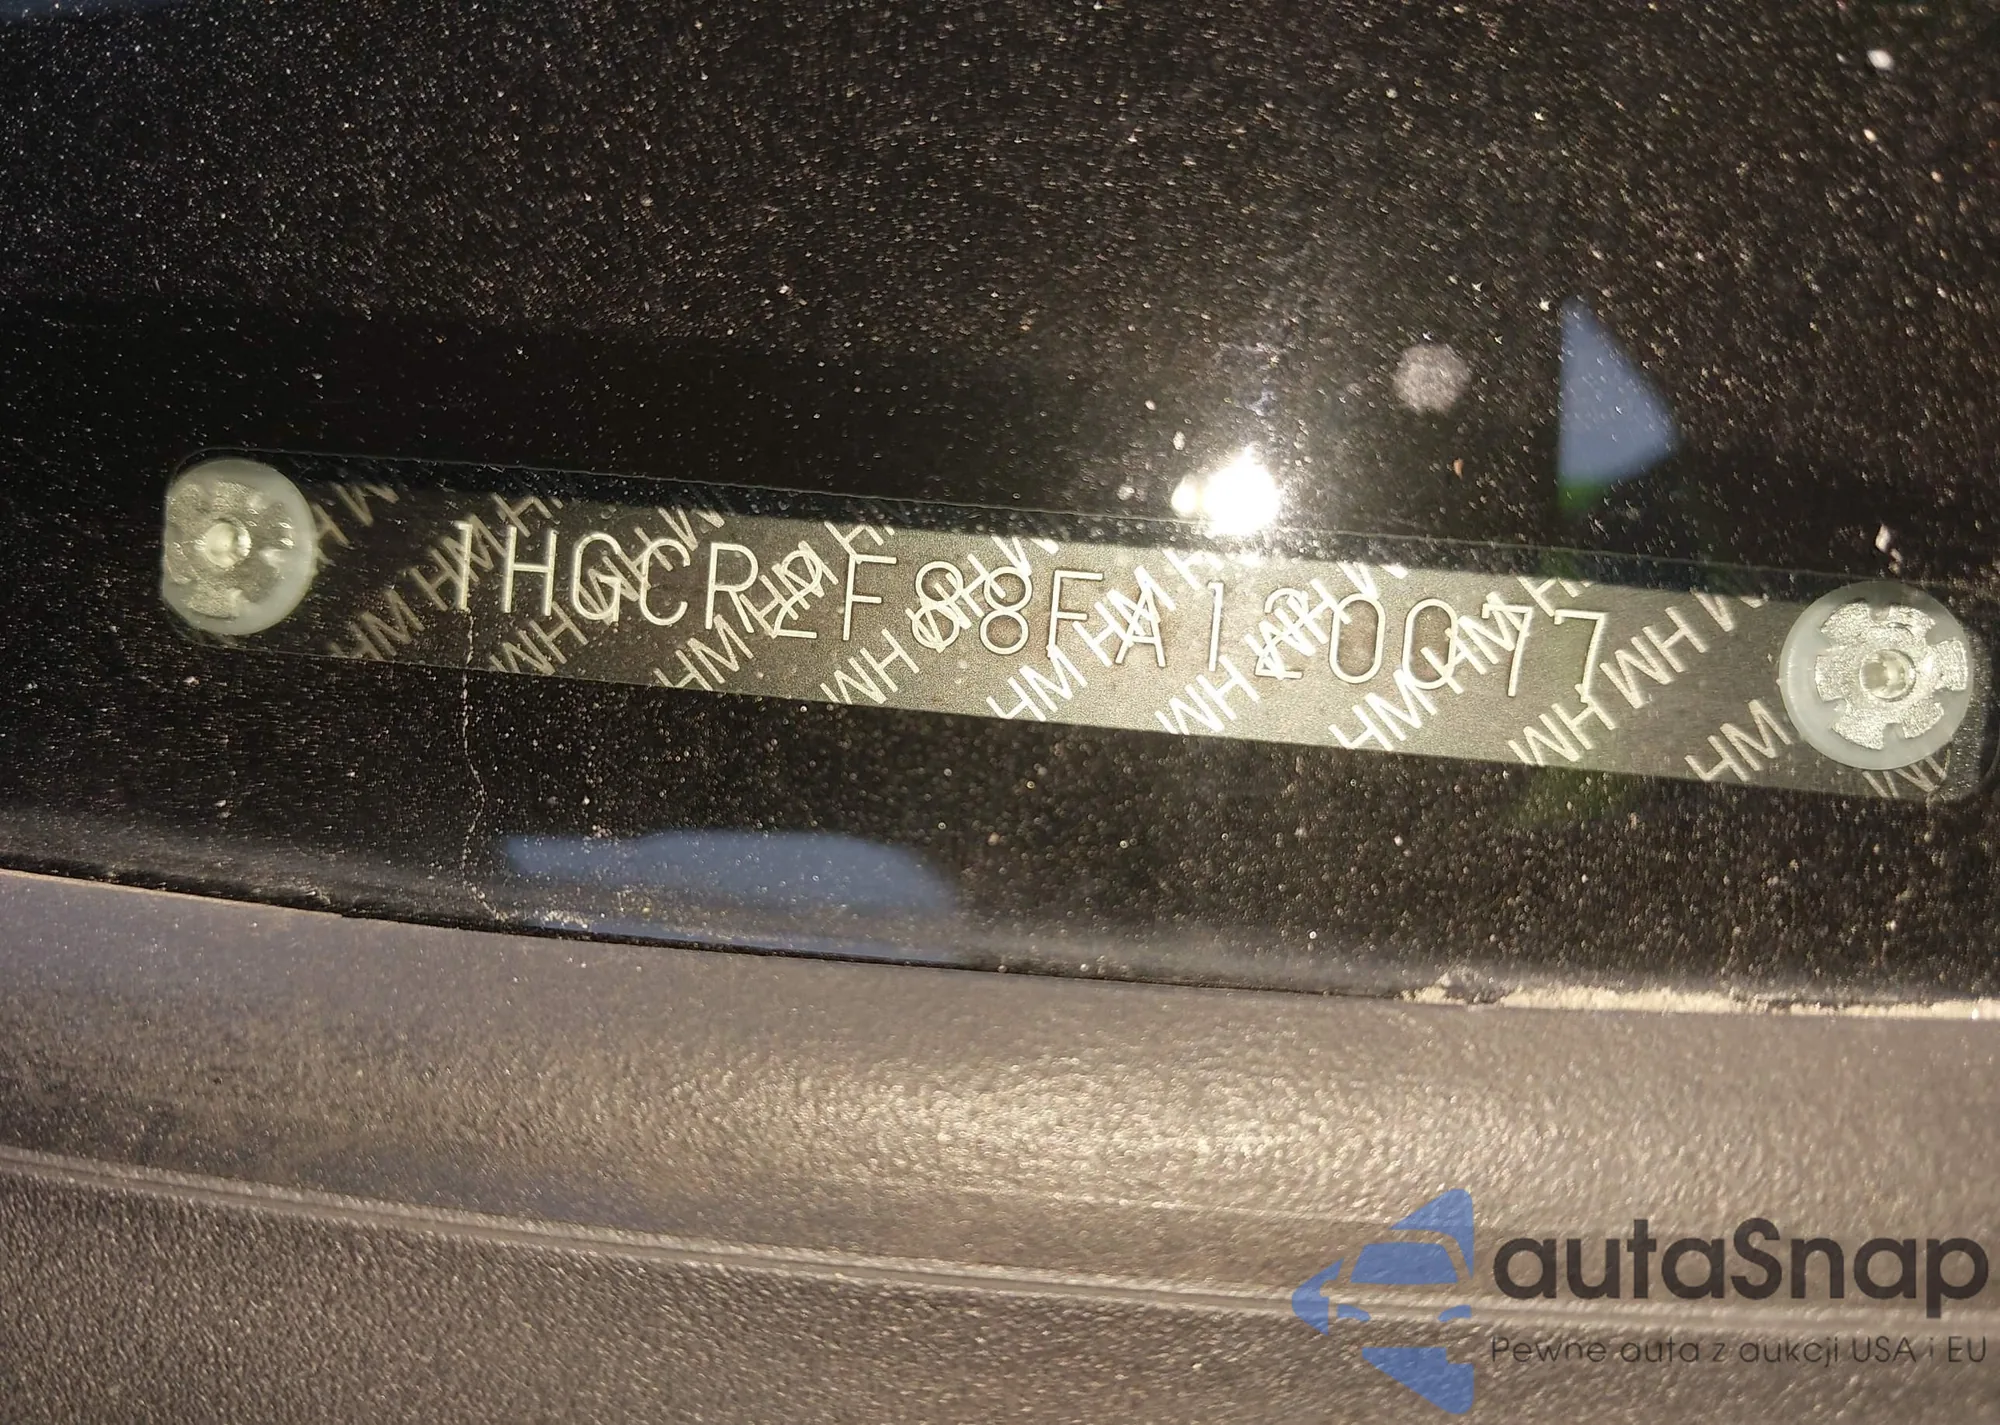 1HGCR2F88FA120077
autaSnap
Pewne auta z aukcji USA i EU